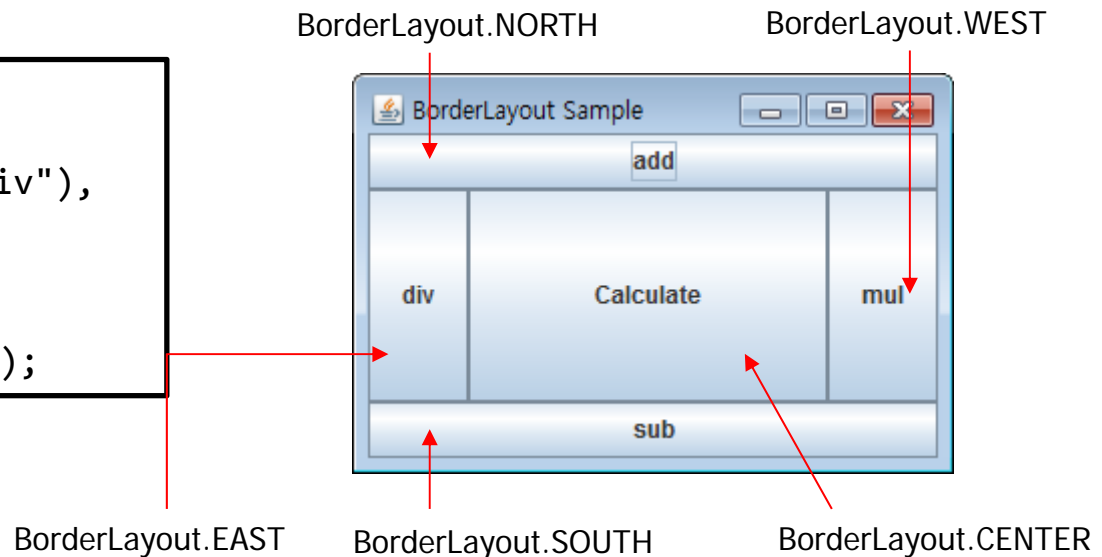 BorderLayout.NORTH
BorderLayout.WEST
iv"),
);
BorderLayout Sample
add
div
Calculate
mul
sub
BorderLayout.EAST
BorderLayout.SOUTH
BorderLayout.CENTER